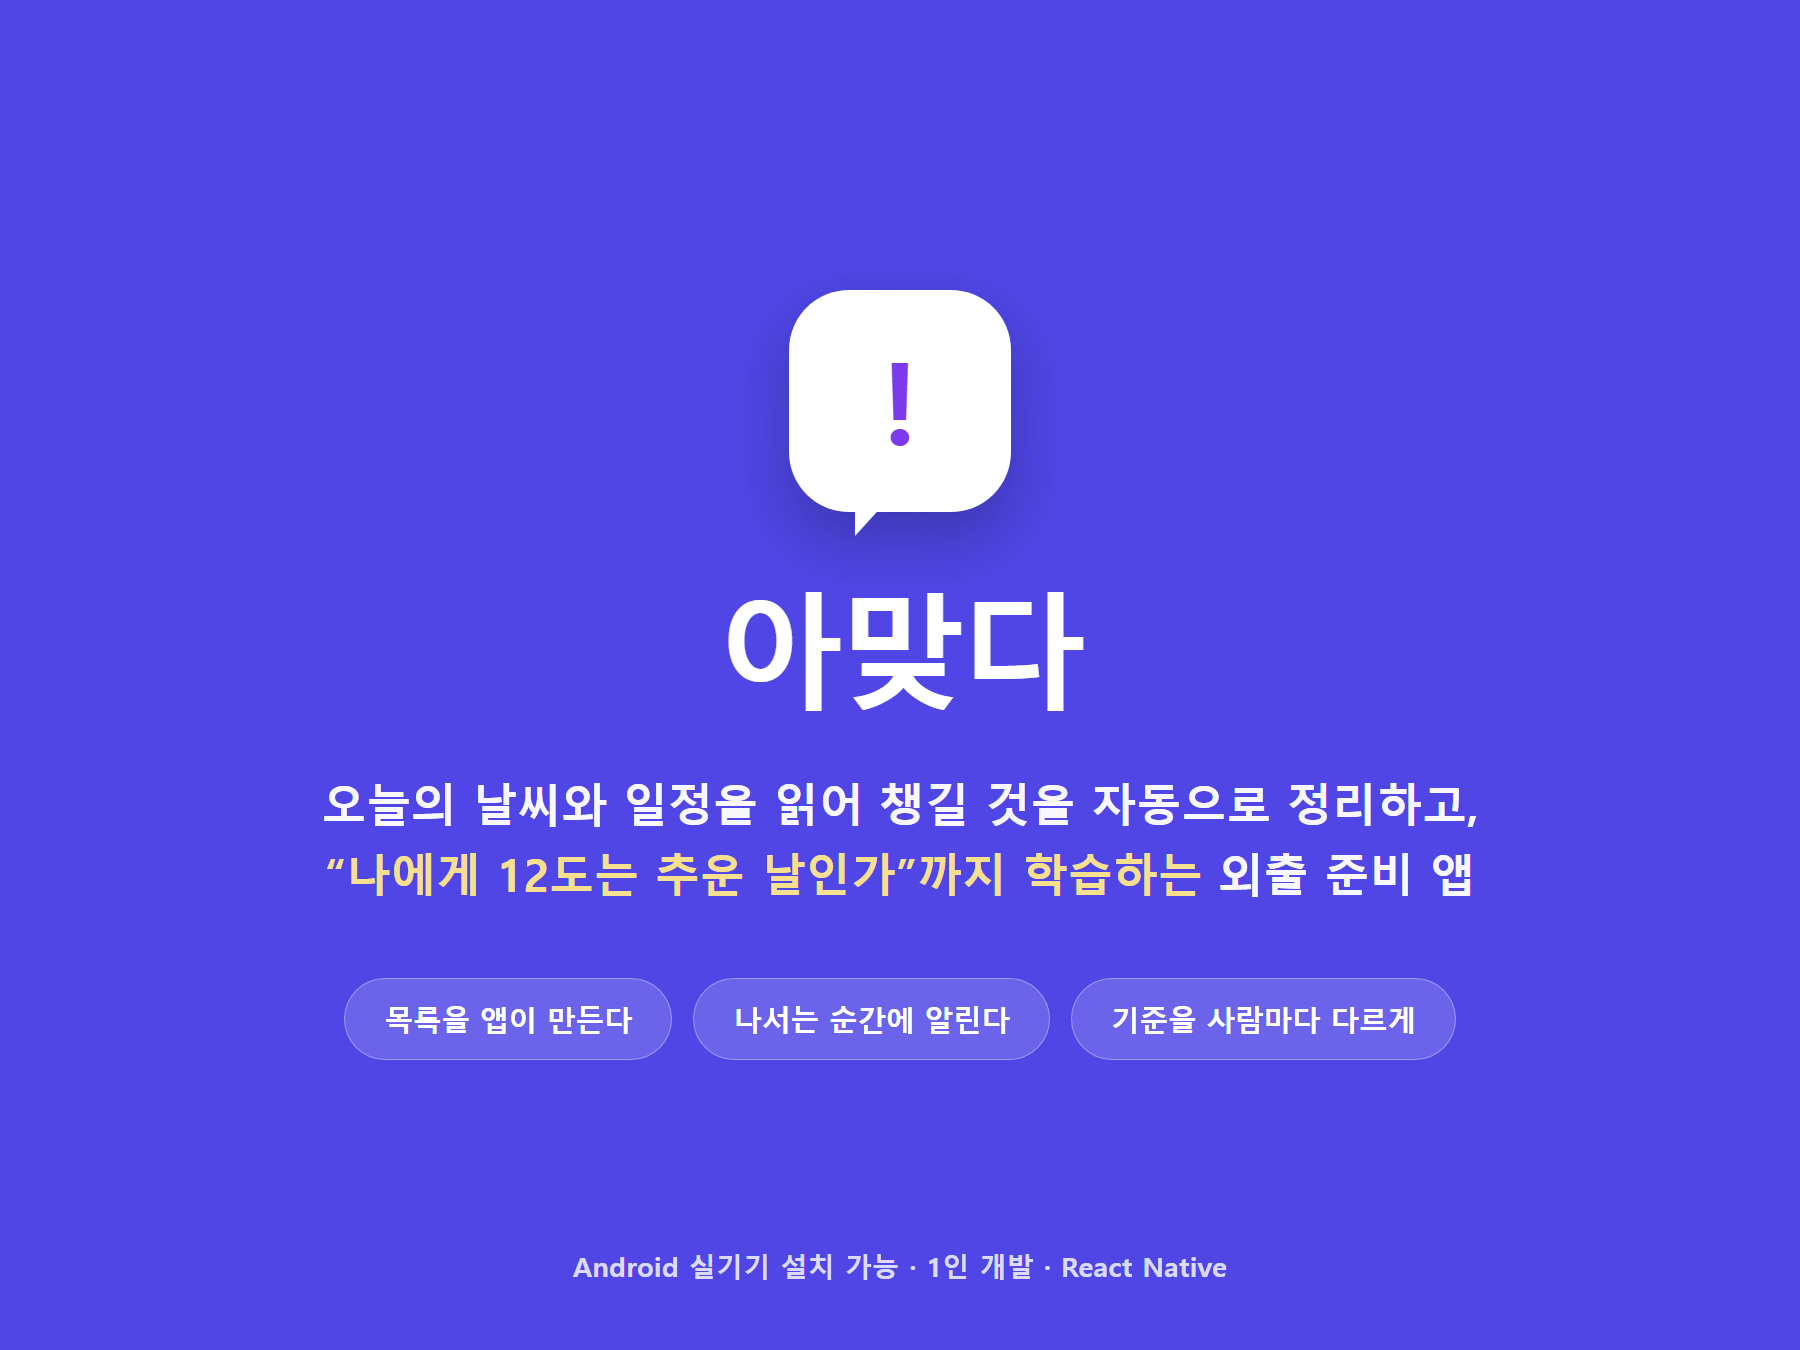 !
아맞다
오늘의 날씨와 일정을 읽어 챙길 것을 자동으로 정리하고,
“나에게 12도는 추운 날인가”까지 학습하는 외출 준비 앱
목록을 앱이 만든다
나서는 순간에 알린다
기준을 사람마다 다르게
Android 실기기 설치 가능 · 1인 개발 · React Native